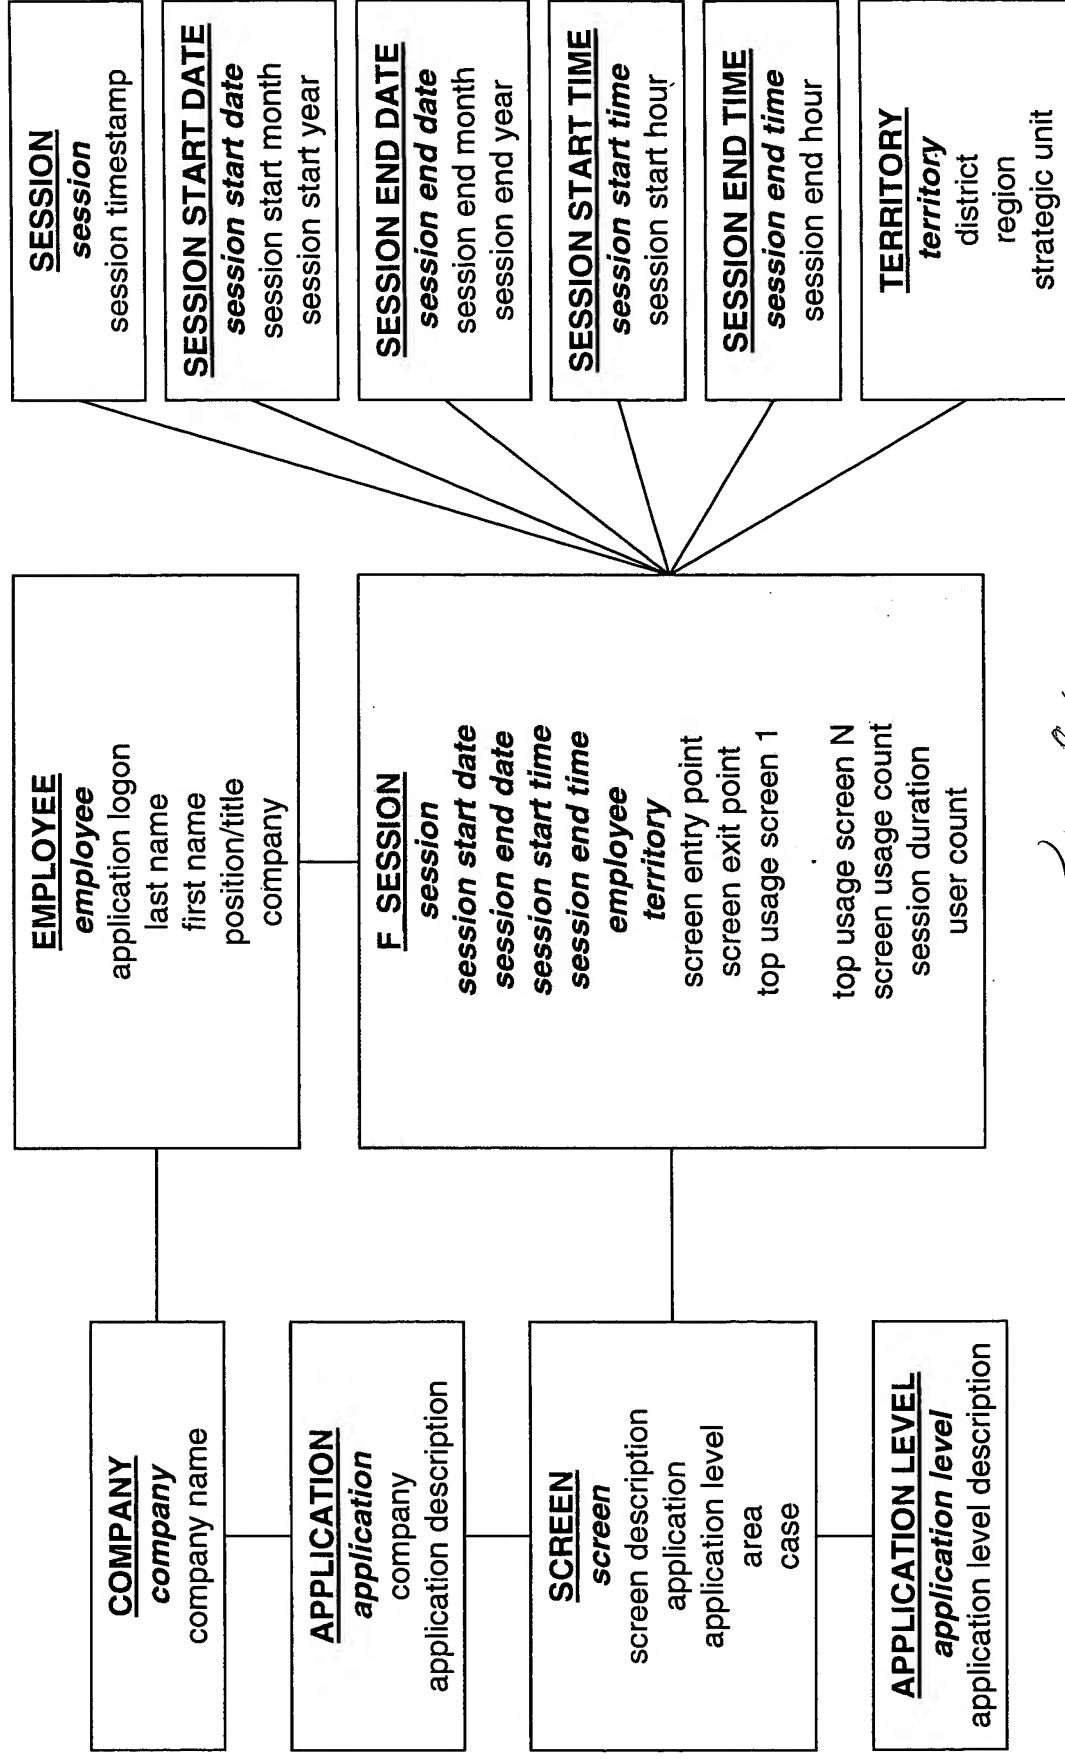 COMPANY
company
company name
APPLICATION
application
company
application description
SCREEN
screen
screen description
application
application level
area
case
APPLICATION LEVEL
application level
application level description
EMPLOYEE
employee
application logon
last name
first name
position/title
company
F SESSION
session
session start date
session end date
session start time
session end time
employee
territory
screen entry point
screen exit point
top usage screen 1
top usage screen N
screen usage count
session duration
user count
SESSION
session
session timestamp
SESSION START DATE
session start date
session start month
session start year
SESSION END DATE
session end date
session end month
session end year
SESSION START TIME
session start time
session start hour
SESSION END TIME
session end time
session end hour
TERRITORY
territory
district
region
strategic unit